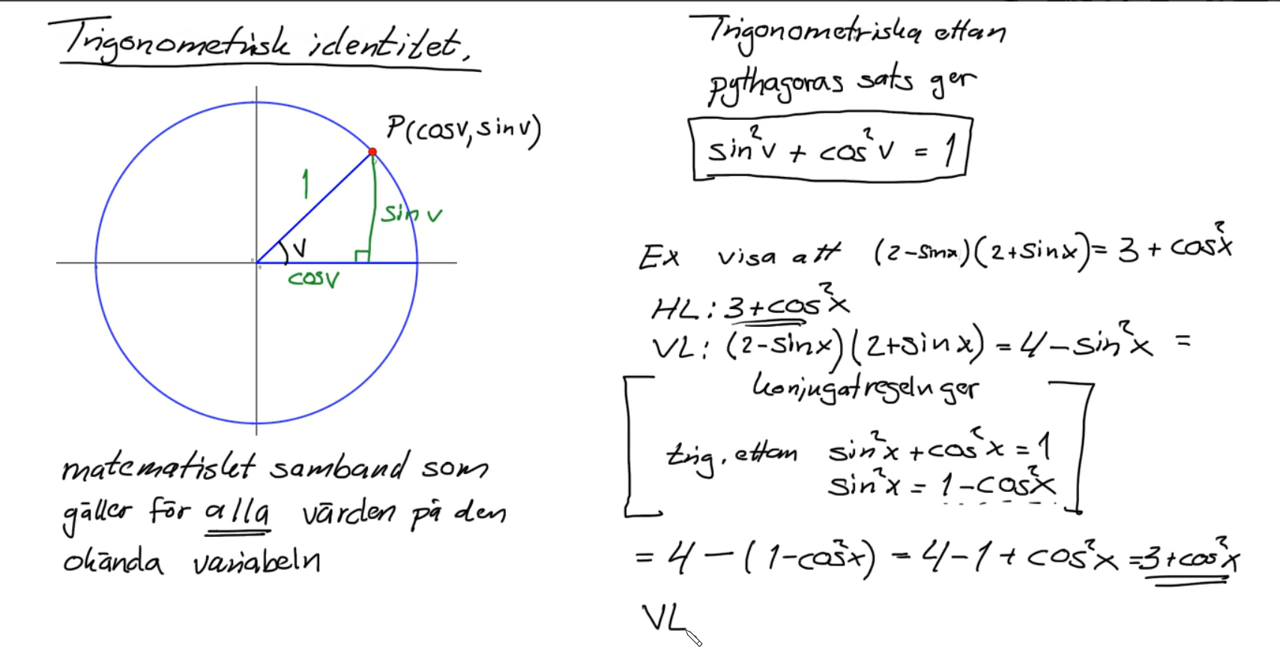 Trigonometrisk identitet.
P(cosv, sinv)
1
sin v
v
cosv
matematiskt samband som
gäller för alla värden på den
okända variabeln
Trigonometriska ettan
pythagoras sats ger
sin²v + cos²v = 1
Ex visa att (2-sinx)(2+sinx)= 3 + cos²x
HL: 3+cos²x
VL: (2-sinx)(2+sinx) = 4-sin²x =
konjugatregeln ger
trig. ettan sin²x + cos²x = 1
sin²x = 1-cos²x
= 4 - (1-cos²x) = 4-1+ cos²x = 3+cos²x
VL